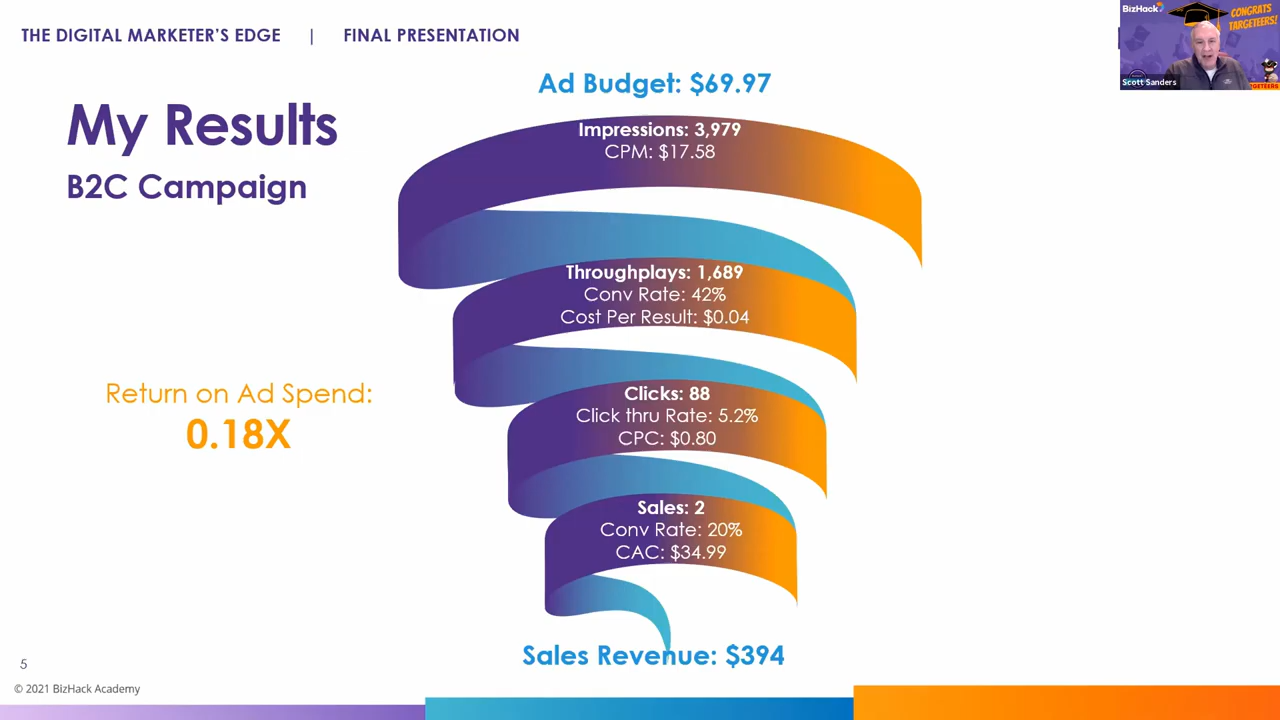 THE DIGITAL MARKETER'S EDGE | FINAL PRESENTATION
BizHack
CONGRATS
TARGETEERS!
Scott Sanders
My Results
B2C Campaign
Ad Budget: $69.97
Impressions: 3,979
CPM: $17.58
Throughplays: 1,689
Conv Rate: 42%
Cost Per Result: $0.04
Return on Ad Spend:
0.18X
Clicks: 88
Click thru Rate: 5.2%
CPC: $0.80
Sales: 2
Conv Rate: 20%
CAC: $34.99
Sales Revenue: $394
5
© 2021 BizHack Academy